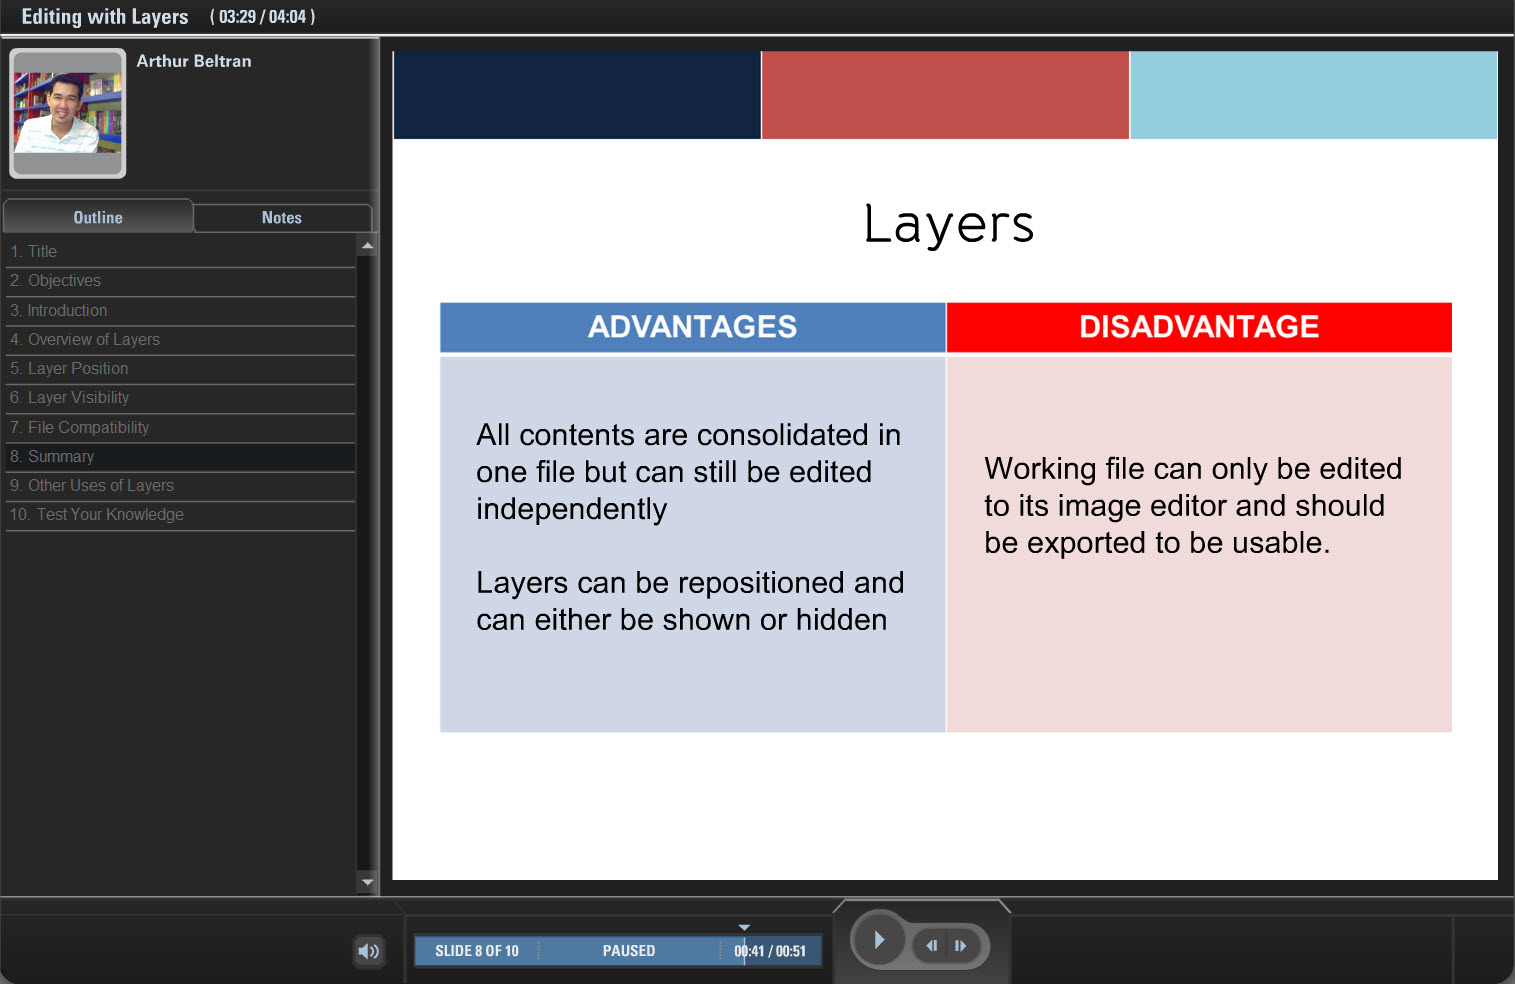 Editing with Layers ( 03:29 / 04:04 )
Arthur Beltran
Outline
Notes
1. Title
2. Objectives
3. Introduction
4. Overview of Layers
5. Layer Position
6. Layer Visibility
7. File Compatibility
8. Summary
9. Other Uses of Layers
10. Test Your Knowledge
Layers
ADVANTAGES
All contents are consolidated in
one file but can still be edited
independently
Layers can be repositioned and
can either be shown or hidden
DISADVANTAGE
Working file can only be edited
to its image editor and should
be exported to be usable.
SLIDE 8 OF 10
PAUSED
00:41 / 00:51